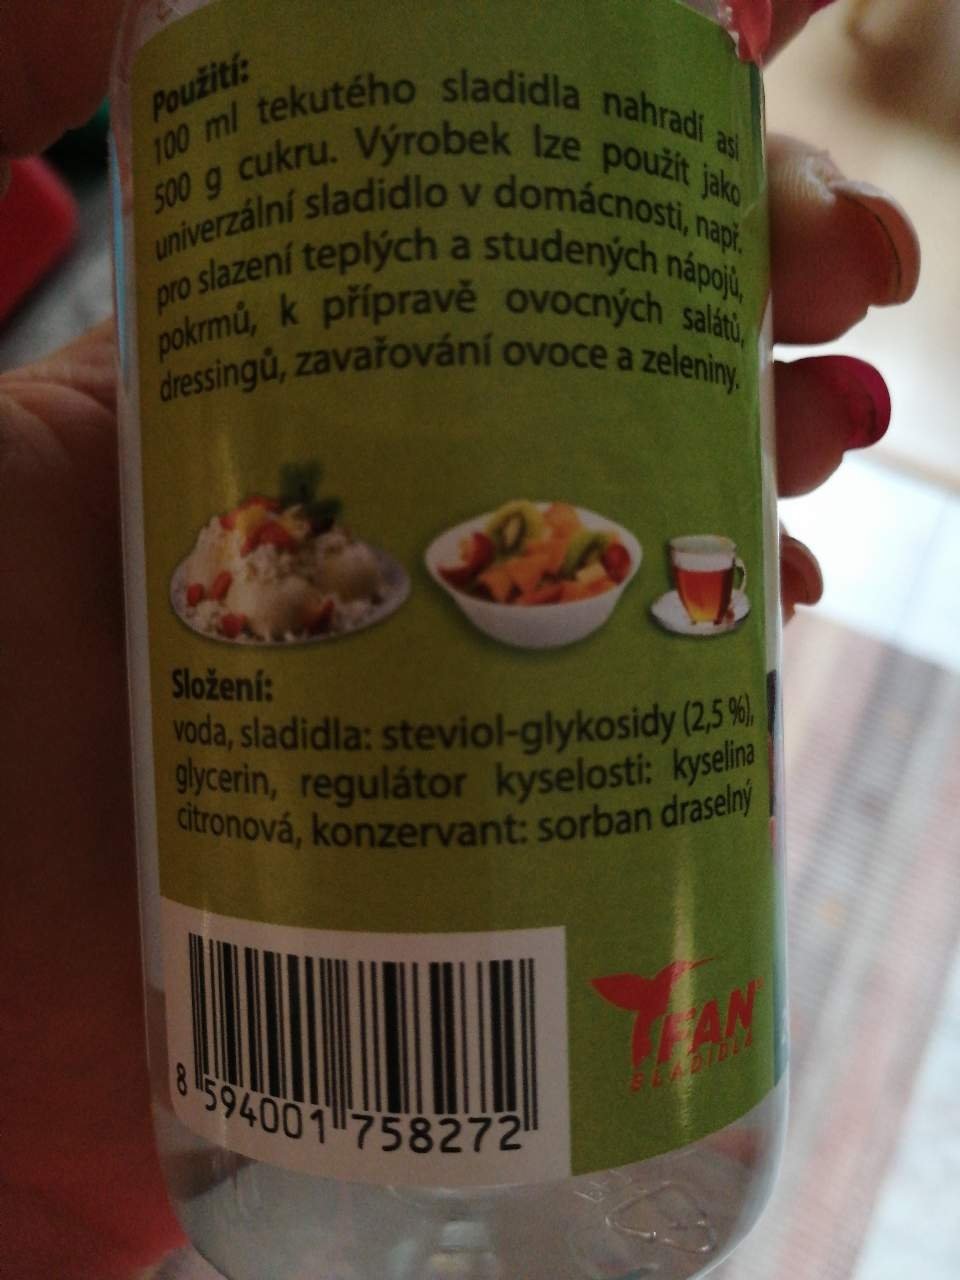 Použití:
100 ml tekutého sladidla nahradí asi
500 g cukru. Výrobek lze použít jako
univerzální sladidlo v domácnosti, např.
pro slazení teplých a studených nápojů,
pokrmů, k přípravě ovocných salátů,
dressingů, zavařování ovoce a zeleniny.
Složení:
voda, sladidla: steviol-glykosidy (2,5 %),
glycerin, regulátor kyselosti: kyselina
citronová, konzervant: sorban draselný
8 594001 758272
FAN
SLADIDLA